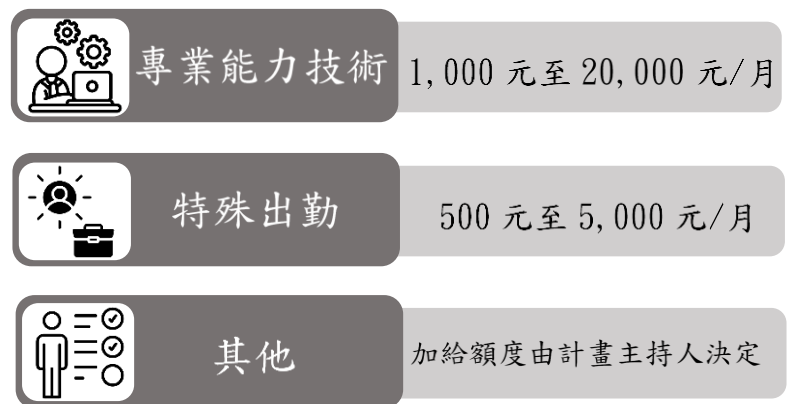 專業能力技術 1,000 元至 20,000 元/月
特殊出勤 500 元至 5,000 元/月
其他 加給額度由計畫主持人決定